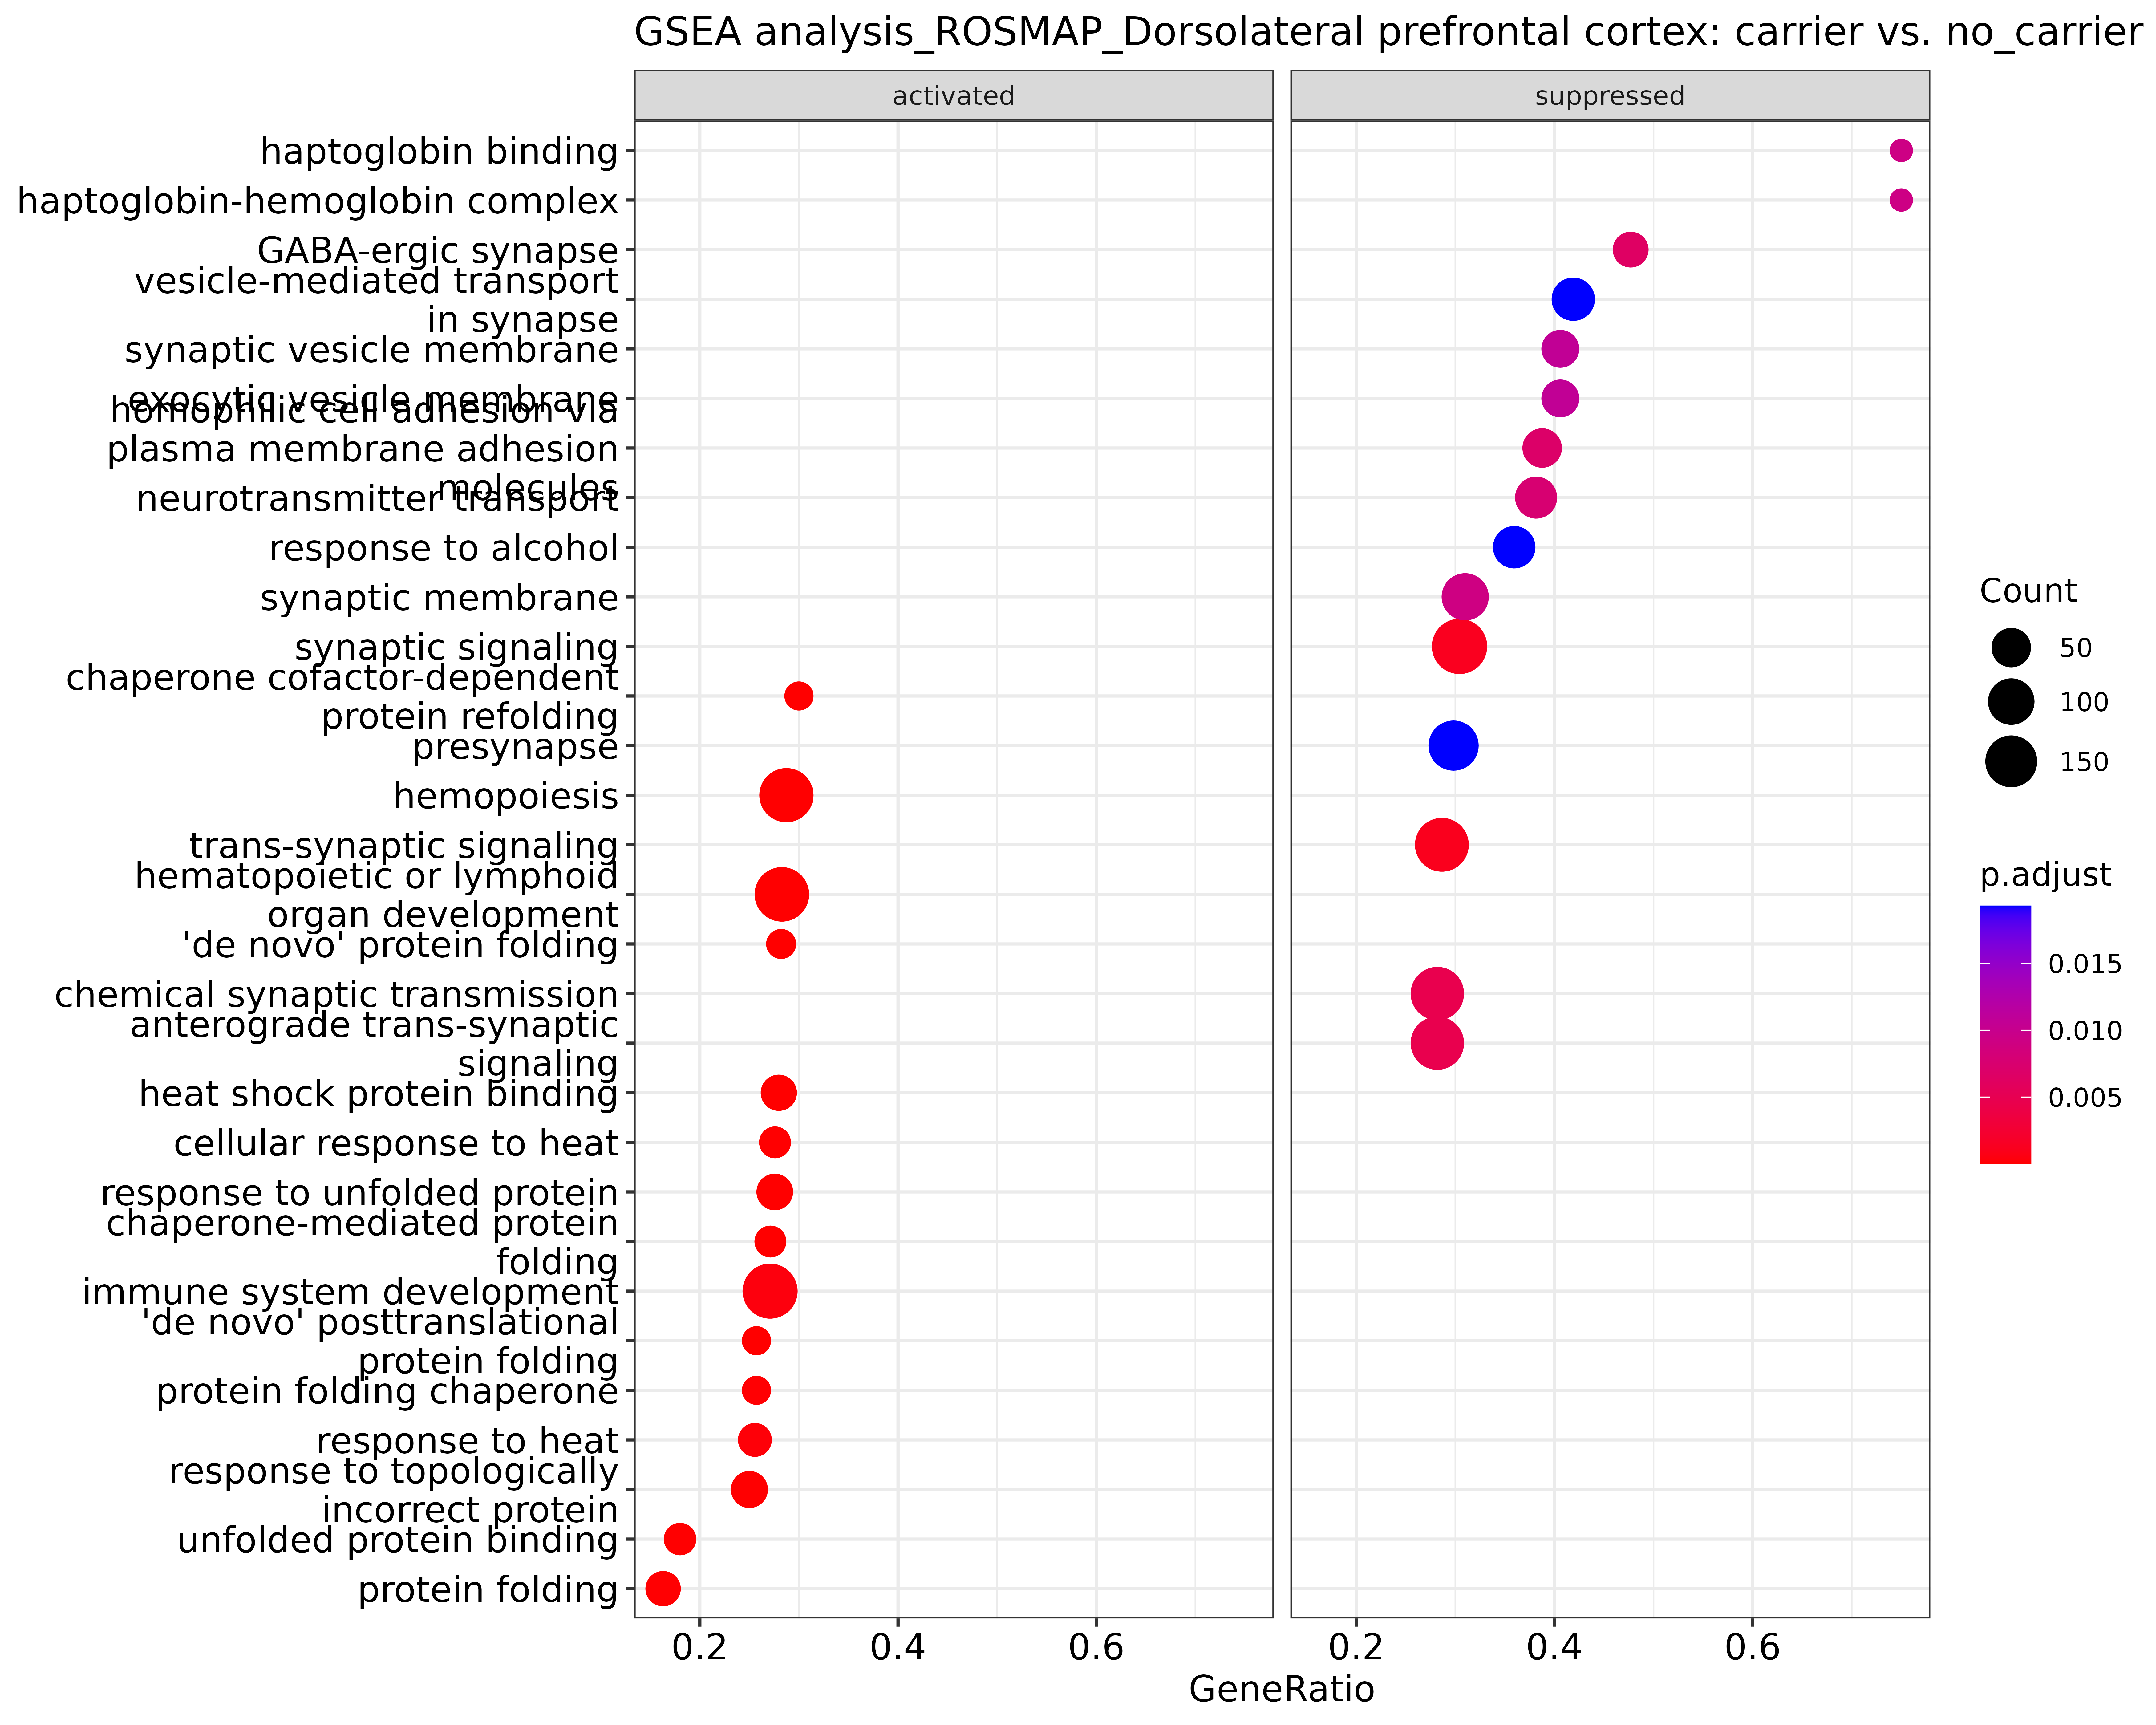 GSEA analysis_ROSMAP_Dorsolateral prefrontal cortex: carrier vs. no_carrier
activated
suppressed
haptoglobin binding
haptoglobin-hemoglobin complex
GABA-ergic synapse
vesicle-mediated transport
in synapse
synaptic vesicle membrane
exocytic vesicle membrane
homophilic cell adhesion via
plasma membrane adhesion
molecules
neurotransmitter transport
response to alcohol
synaptic membrane
synaptic signaling
chaperone cofactor-dependent
protein refolding
presynapse
hemopoiesis
trans-synaptic signaling
hematopoietic or lymphoid
organ development
'de novo' protein folding
chemical synaptic transmission
anterograde trans-synaptic
signaling
heat shock protein binding
cellular response to heat
response to unfolded protein
chaperone-mediated protein
folding
immune system development
'de novo' posttranslational
protein folding
protein folding chaperone
response to heat
response to topologically
incorrect protein
unfolded protein binding
protein folding
0.2 0.4 0.6
0.2 0.4 0.6
GeneRatio
Count
50
100
150
p.adjust
0.015
0.010
0.005